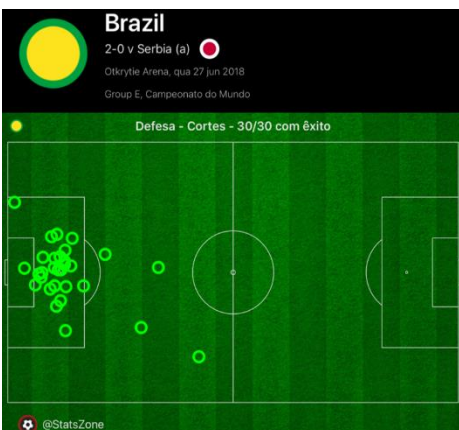 Brazil
2-0 v Serbia (a)
Otkrytie Arena, qua 27 jun 2018
Group E, Campeonato do Mundo
Defesa - Cortes - 30/30 com êxito
@StatsZone